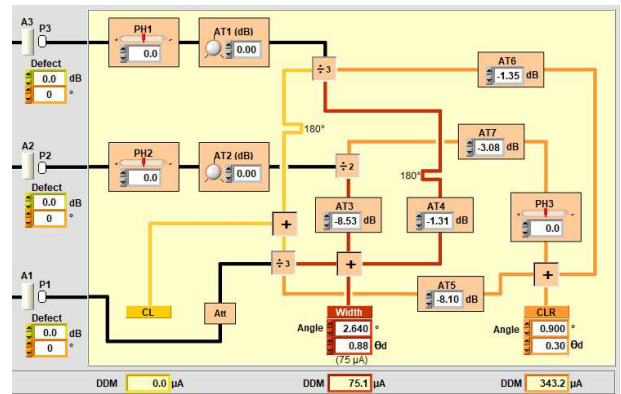 A3
P3
Defect
0.0 dB
0 °
PH1
0.0
AT1 (dB)
0.00
÷3
AT6
-1.35 dB
180°
A2
P2
Defect
0.0 dB
0 °
PH2
0.0
AT2 (dB)
0.00
÷2
AT7
-3.08 dB
180°
AT3
-8.53 dB
AT4
-1.31 dB
PH3
0.0
+
÷3
+
+
A1
P1
Defect
0.0 dB
0 °
CL
Att
AT5
-8.10 dB
Width
Angle 2.640 °
0.88 θd
(75 µA)
CLR
Angle 0.900 °
0.30 θd
DDM 0.0 µA
DDM 75.1 µA
DDM 343.2 µA